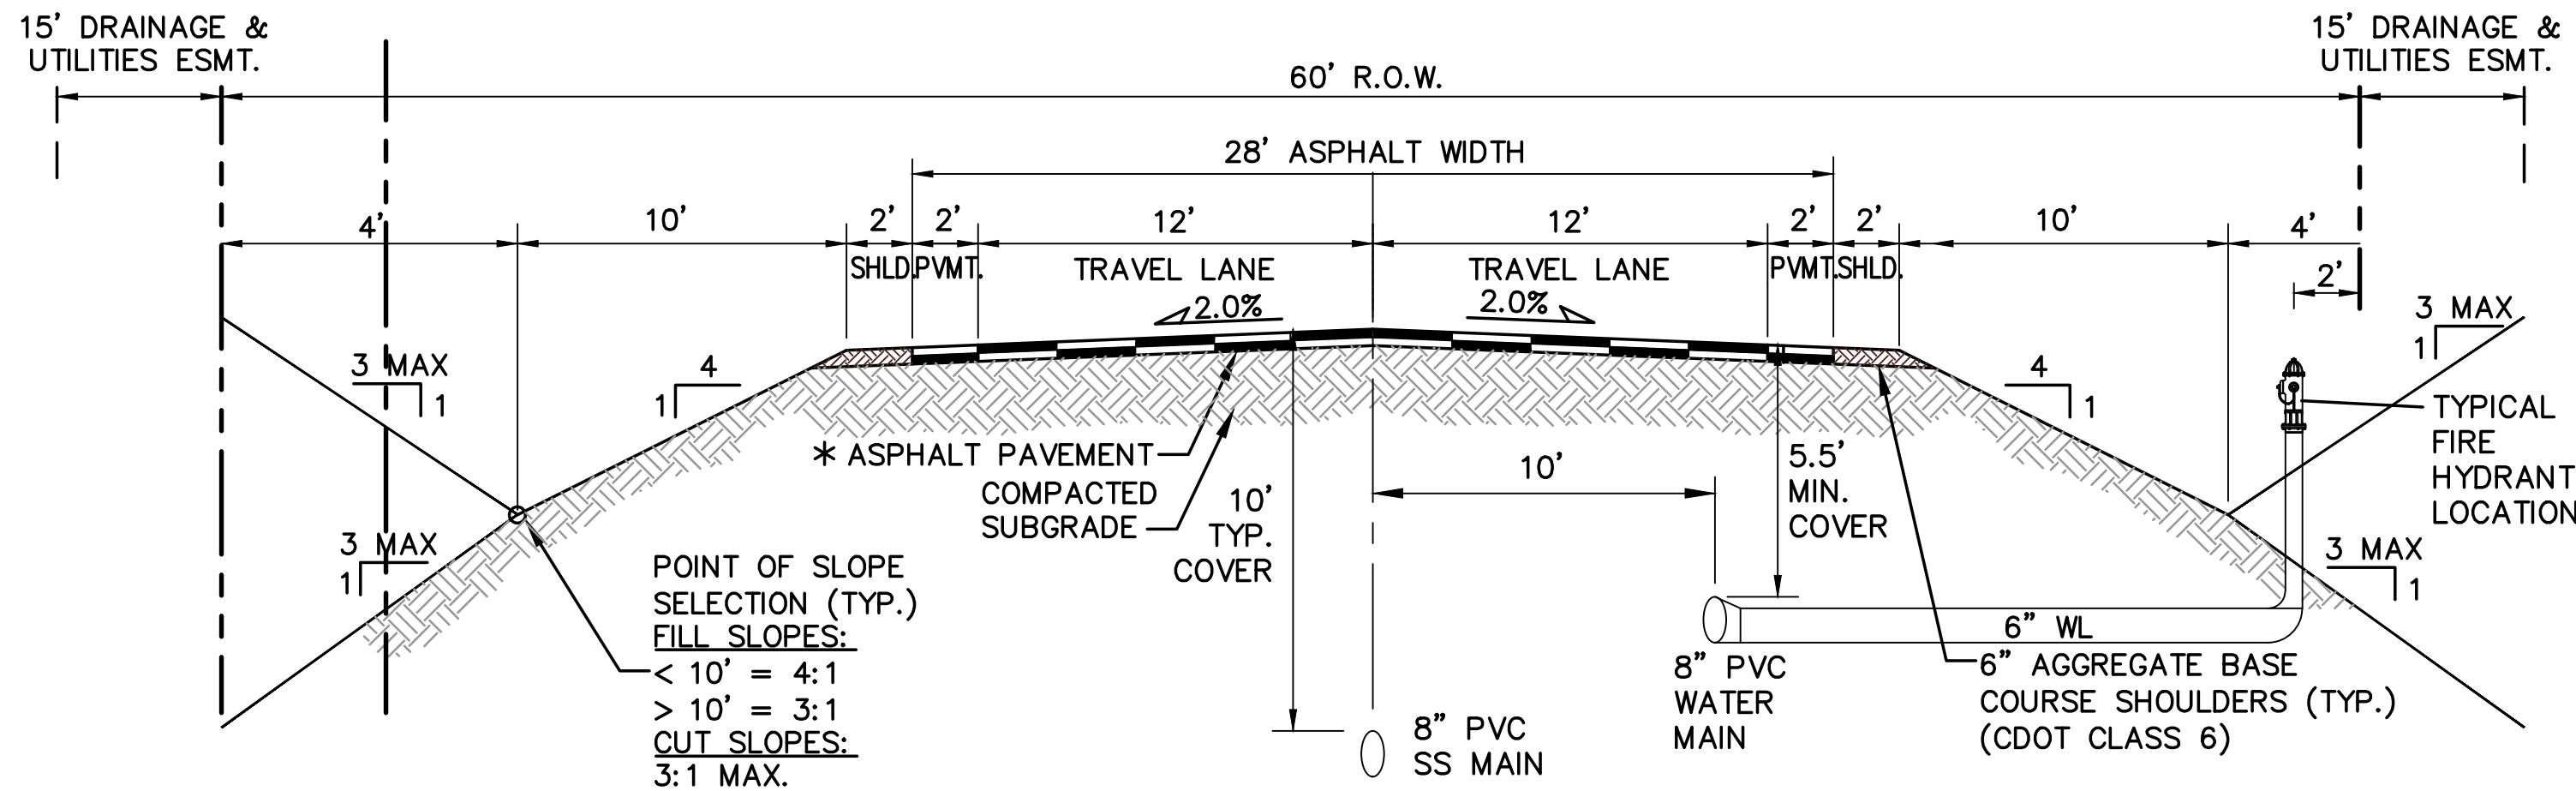 15' DRAINAGE &
UTILITIES ESMT.
60' R.O.W.
15' DRAINAGE &
UTILITIES ESMT.
28' ASPHALT WIDTH
4'
10'
2'
2'
12'
12'
2'
2'
10'
4'
2'
SHLD.
PVMT.
TRAVEL LANE
TRAVEL LANE
PVMT.
SHLD.
2.0%
2.0%
3 MAX
1
4
1
4
1
3 MAX
1
TYPICAL
FIRE
HYDRANT
LOCATION
* ASPHALT PAVEMENT
COMPACTED
SUBGRADE
10'
TYP.
COVER
10'
5.5'
MIN.
COVER
3 MAX
1
3 MAX
1
POINT OF SLOPE
SELECTION (TYP.)
FILL SLOPES:
< 10' = 4:1
> 10' = 3:1
CUT SLOPES:
3:1 MAX.
8" PVC
SS MAIN
8" PVC
WATER
MAIN
6" WL
6" AGGREGATE BASE
COURSE SHOULDERS (TYP.)
(CDOT CLASS 6)